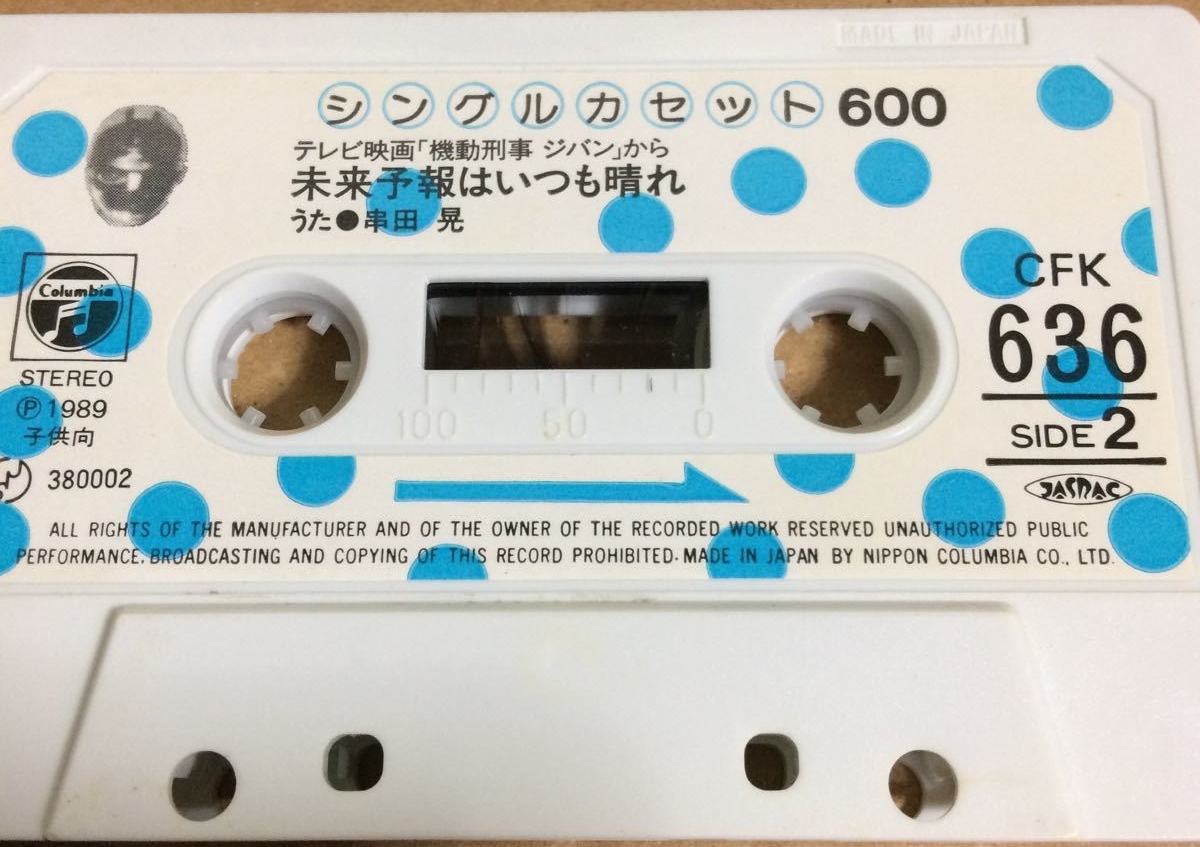 MADE IN JAPAN
シングルカセット 600
テレビ映画「機動刑事 ジバン」から
未来予報はいつも晴れ
うた●串田 晃
Columbia
STEREO
Ⓟ1989
子供向
380002
CFK
636
SIDE 2
JASRAC
100 50 0
ALL RIGHTS OF THE MANUFACTURER AND OF THE OWNER OF THE RECORDED WORK RESERVED UNAUTHORIZED PUBLIC
PERFORMANCE. BROADCASTING AND COPYING OF THIS RECORD PROHIBITED. MADE IN JAPAN BY NIPPON COLUMBIA CO., LTD.